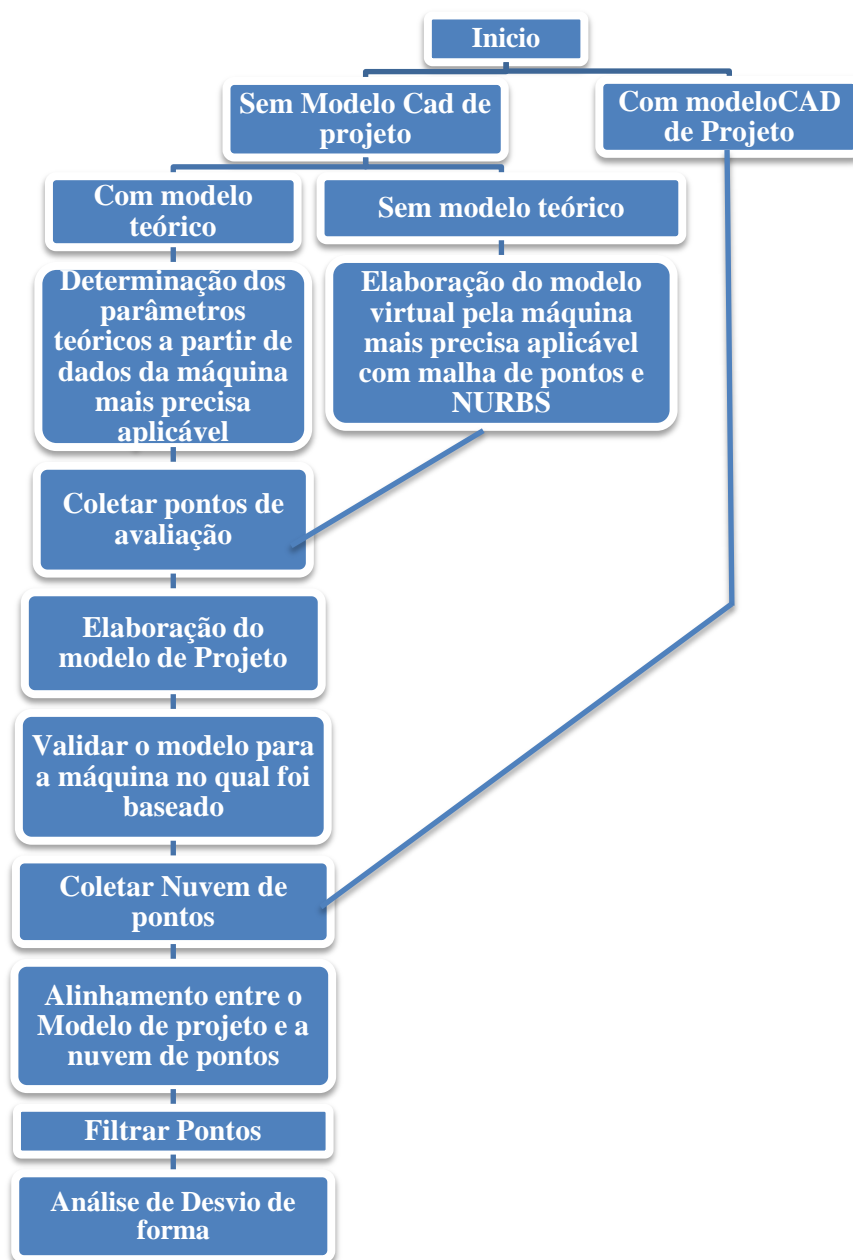 Inicio
Sem Modelo Cad de
projeto
Com modeloCAD
de Projeto
Com modelo
teórico
Sem modelo teórico
Determinação dos
parâmetros
teóricos a partir de
dados da máquina
mais precisa
aplicável
Elaboração do modelo
virtual pela máquina
mais precisa aplicável
com malha de pontos e
NURBS
Coletar pontos de
avaliação
Elaboração do
modelo de Projeto
Validar o modelo para
a máquina no qual foi
baseado
Coletar Nuvem de
pontos
Alinhamento entre o
Modelo de projeto e a
nuvem de pontos
Filtrar Pontos
Análise de Desvio de
forma